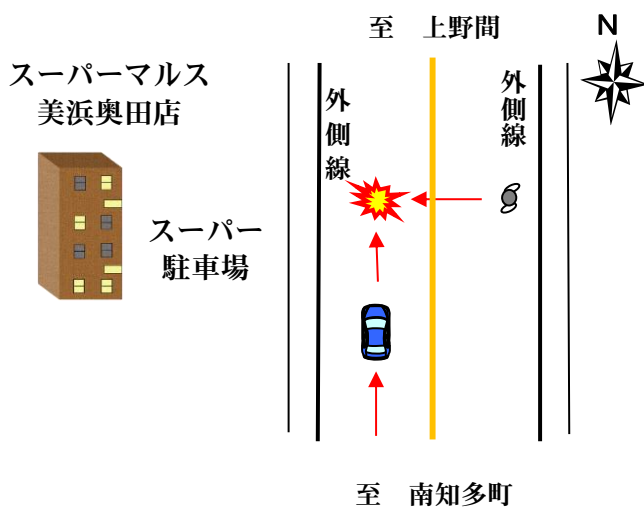 至　上野間
N
スーパーマルス
美浜奥田店
外側線
外側線
スーパー
駐車場
至　南知多町